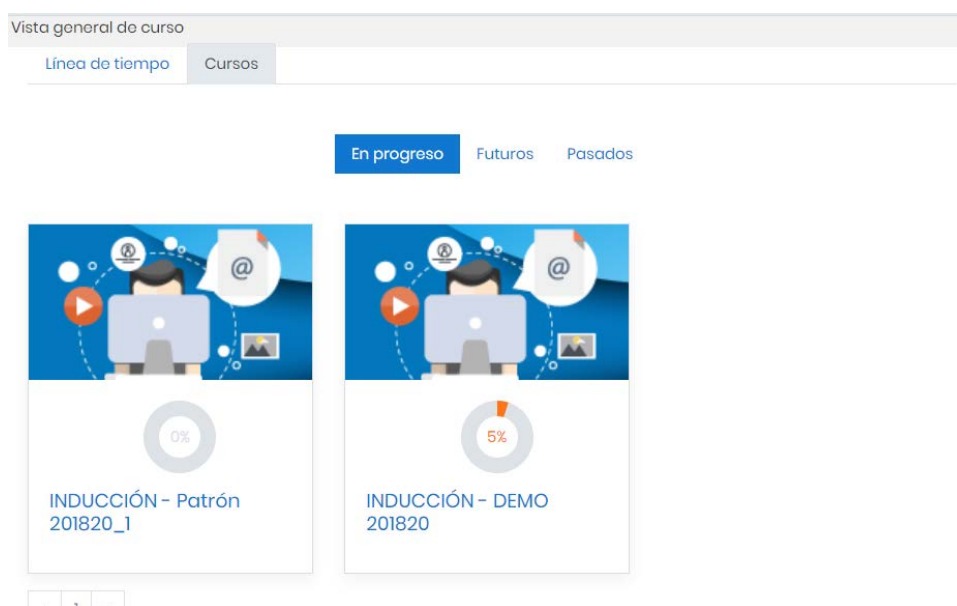 Vista general de curso
Línea de tiempo Cursos
En progreso Futuros Pasados
@ @
0% 5%
INDUCCIÓN - Patrón
201820_1
INDUCCIÓN - DEMO
201820